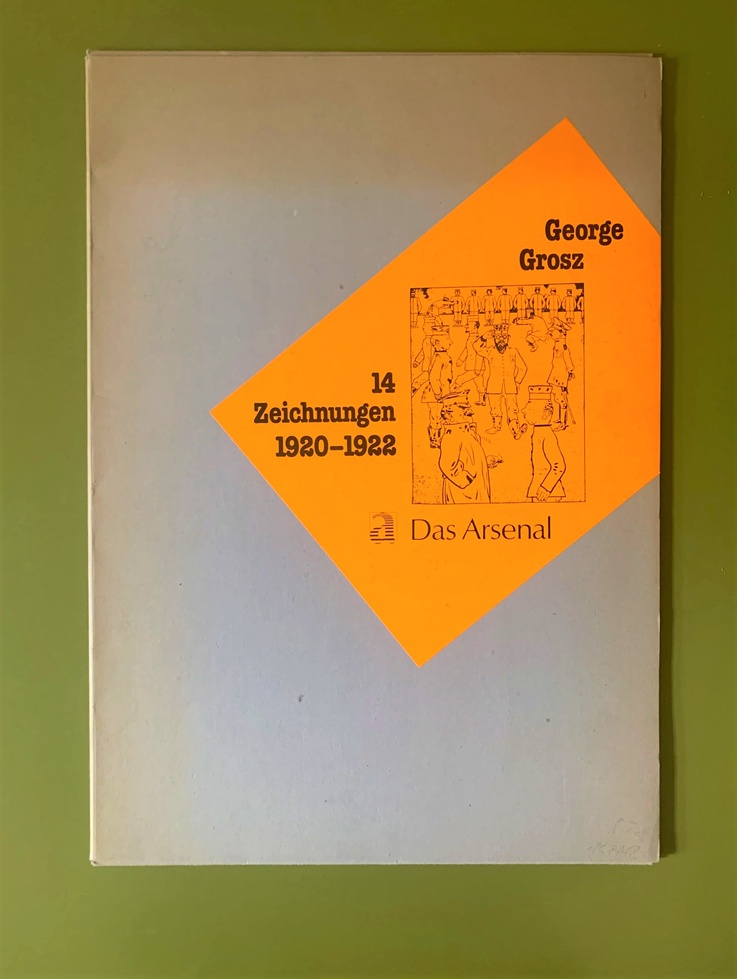 George
Grosz
14
Zeichnungen
1920–1922
a Das Arsenal